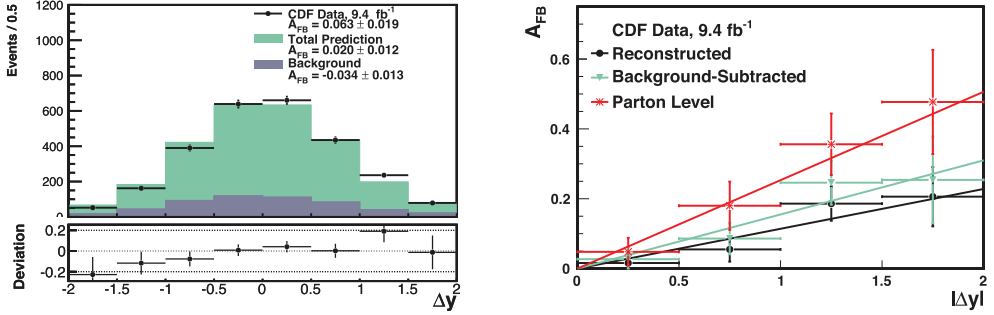 Events / 0.5
1200
1000
800
600
400
200
0
CDF Data, 9.4 fb⁻¹
A_FB = 0.063 ± 0.019
Total Prediction
A_FB = 0.020 ± 0.012
Background
A_FB = -0.034 ± 0.013
Deviation
0.2
0
-0.2
-2 -1.5 -1 -0.5 0 0.5 1 1.5 2
Δy
A_FB
0.6
0.4
0.2
0
CDF Data, 9.4 fb⁻¹
Reconstructed
Background-Subtracted
Parton Level
0 0.5 1 1.5 2
|Δy|